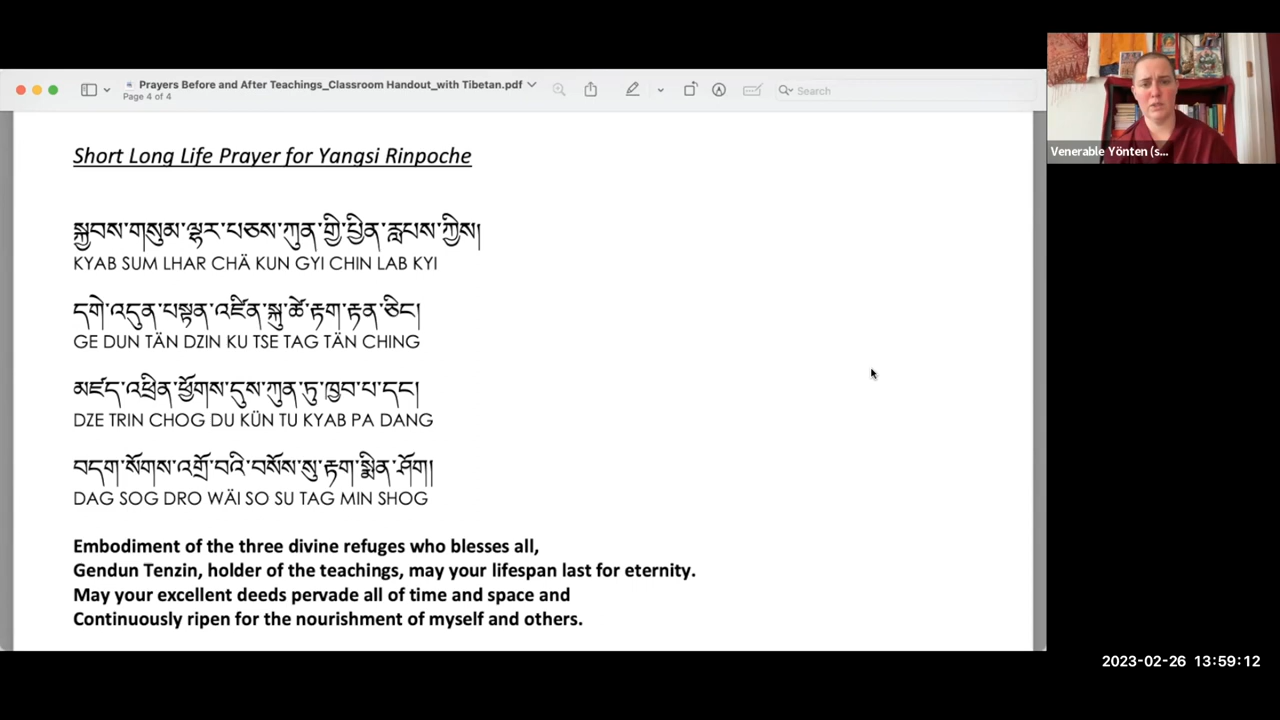 Prayers Before and After Teachings_Classroom Handout_with Tibetan.pdf
Page 4 of 4
Search
Short Long Life Prayer for Yangsi Rinpoche
སྐྱབས་གསུམ་ལྷར་བཅས་ཀུན་གྱི་བྱིན་རླབས་ཀྱིས།
KYAB SUM LHAR CHÄ KUN GYI CHIN LAB KYI
དགེ་འདུན་བསྟན་འཛིན་སྐུ་ཚེ་རྟག་བརྟན་ཅིང།
GE DUN TÄN DZIN KU TSE TAG TÄN CHING
མཛད་འཕྲིན་ཕྱོགས་དུས་ཀུན་ཏུ་ཁྱབ་པ་དང།
DZE TRIN CHOG DU KÜN TU KYAB PA DANG
བདག་སོགས་འགྲོ་བའི་བསོས་སུ་རྟག་སྨིན་ཤོག།
DAG SOG DRO WÄI SO SU TAG MIN SHOG
Embodiment of the three divine refuges who blesses all,
Gendun Tenzin, holder of the teachings, may your lifespan last for eternity.
May your excellent deeds pervade all of time and space and
Continuously ripen for the nourishment of myself and others.
Venerable Yönten (s...
2023-02-26 13:59:12